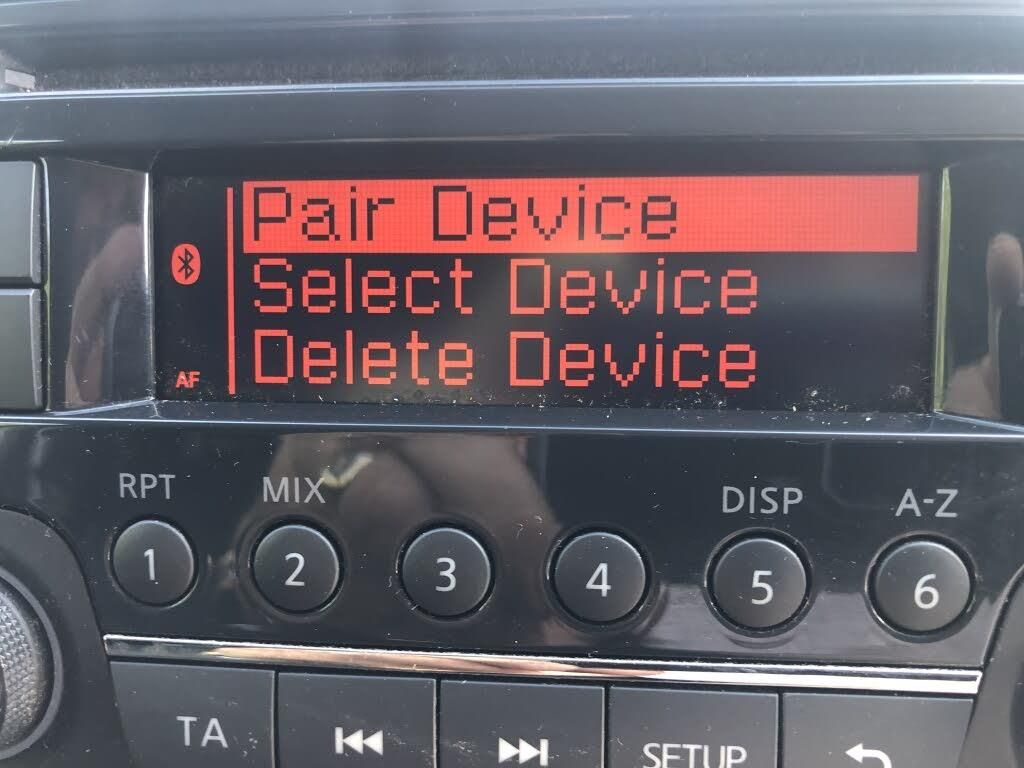 Pair Device
Select Device
Delete Device
AF
RPT MIX DISP A-Z
1 2 3 4 5 6
TA SETUP